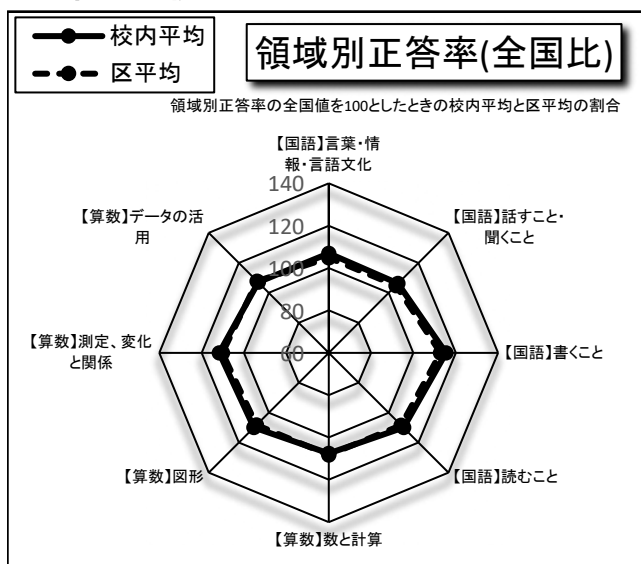 校内平均
区平均
領域別正答率(全国比)
領域別正答率の全国値を100としたときの校内平均と区平均の割合
【国語】言葉・情
報・言語文化
【国語】話すこと・
聞くこと
【国語】書くこと
【国語】読むこと
【算数】数と計算
【算数】図形
【算数】測定、変化
と関係
【算数】データの活
用
140
120
100
80
60